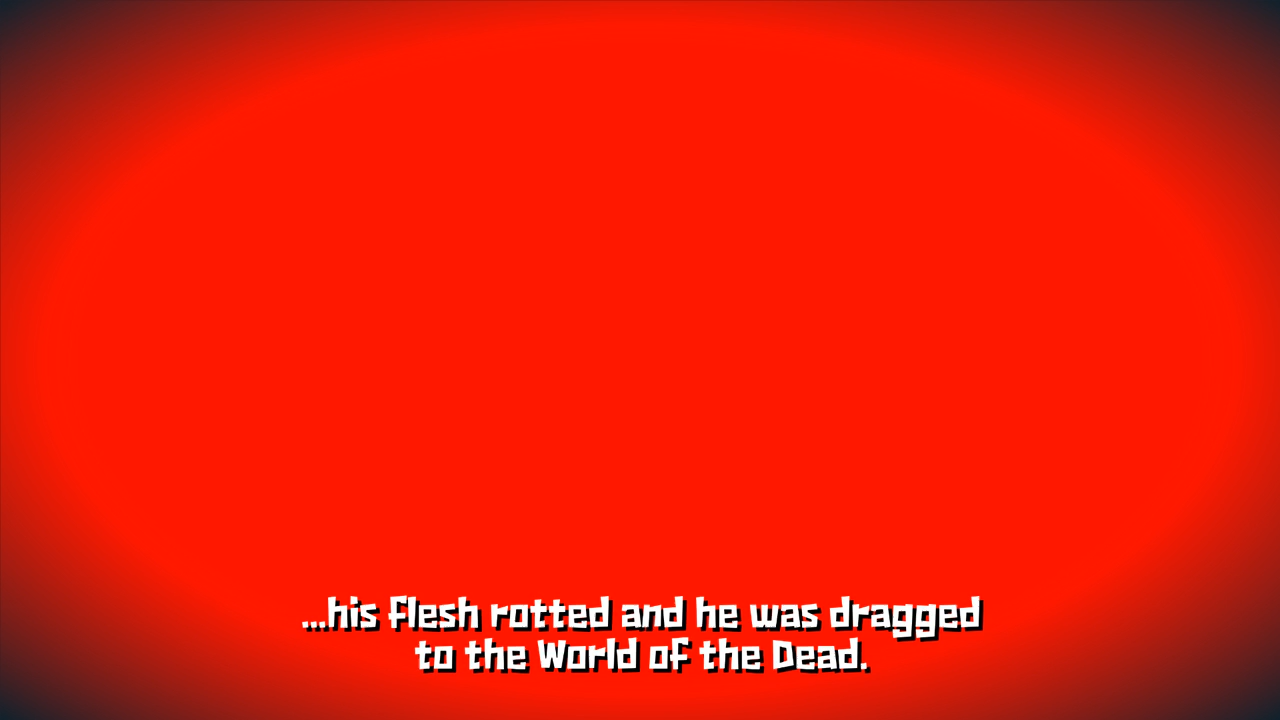 ...his flesh rotted and he was dragged
to the World of the Dead.